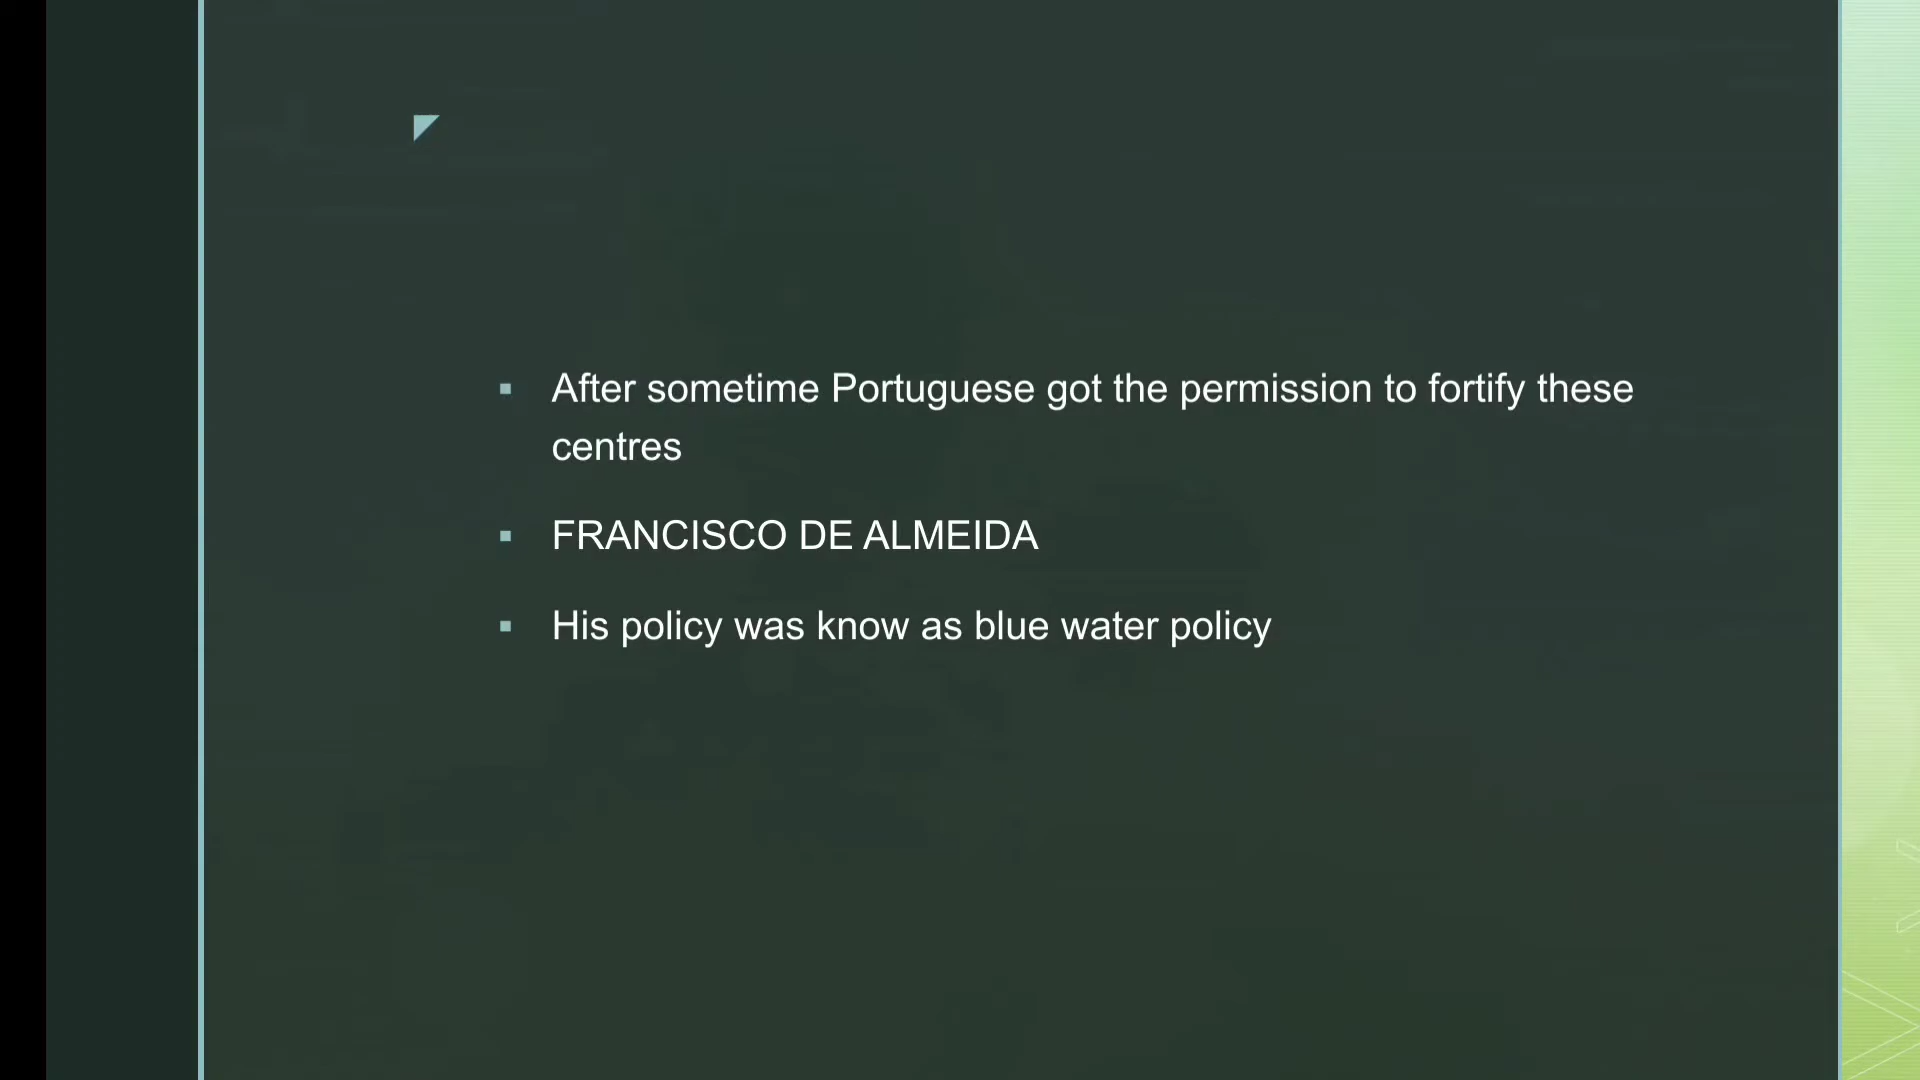 After sometime Portuguese got the permission to fortify these
centres
FRANCISCO DE ALMEIDA
His policy was know as blue water policy